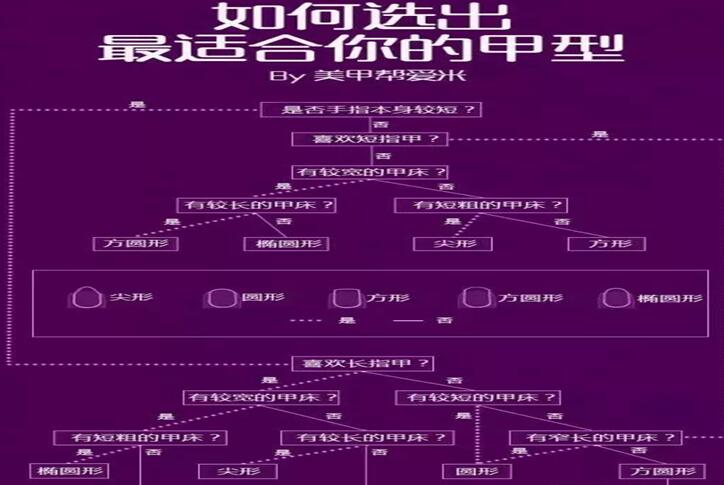 如何选出
最适合你的甲型
By 美甲帮爱米
是
是否手指本身较短？
否
喜欢短指甲？
是
否
有较宽的甲床？
是
否
有较长的甲床？
有短粗的甲床？
是
否
是
否
方圆形
椭圆形
尖形
方形
尖形
圆形
方形
方圆形
椭圆形
是
否
喜欢长指甲？
是
否
有较宽的甲床？
有较短的甲床？
是
否
是
否
有短粗的甲床？
有较长的甲床？
有窄长的甲床？
是
否
是
否
是
否
椭圆形
尖形
圆形
方圆形